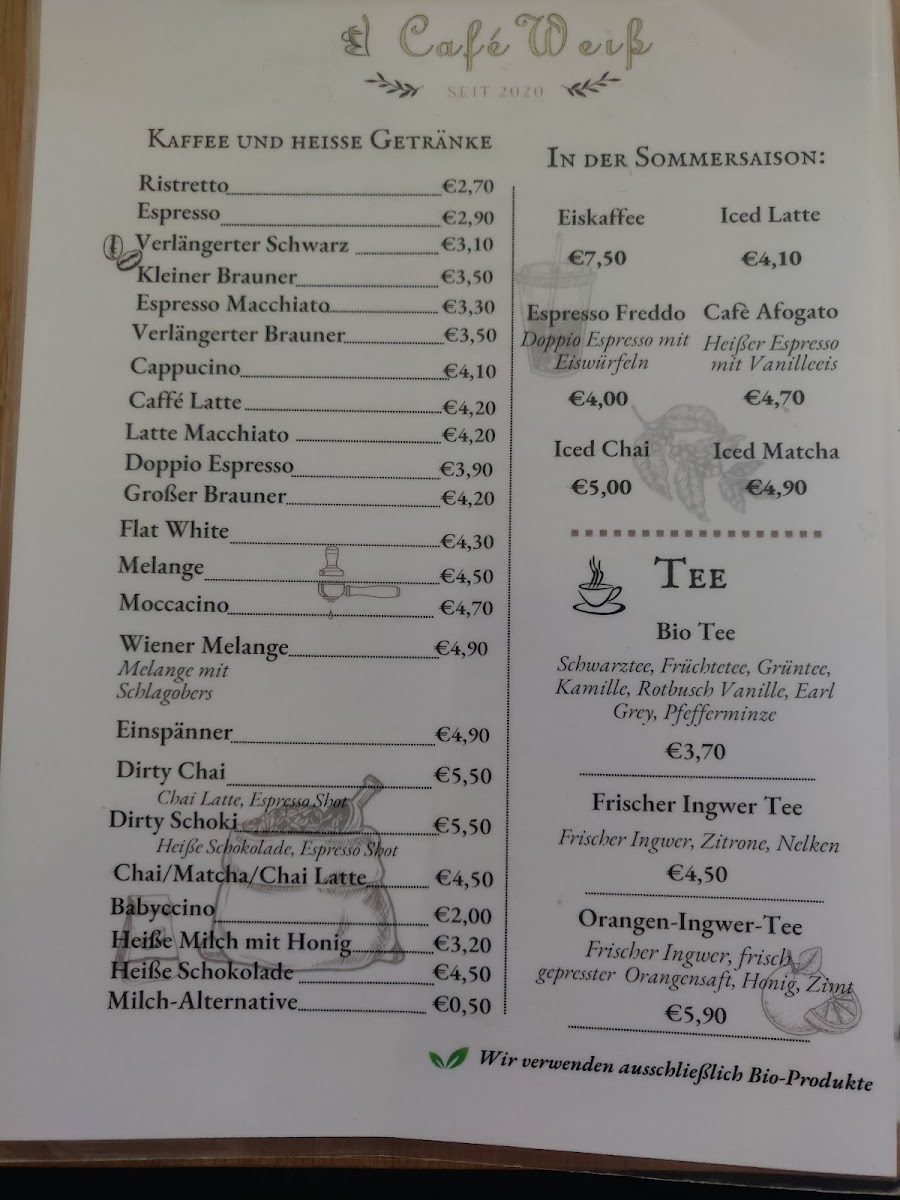 Café Weiß
SEIT 2020
KAFFEE UND HEISSE GETRÄNKE
Ristretto €2,70
Espresso €2,90
Verlängerter Schwarz €3,10
Kleiner Brauner €3,50
Espresso Macchiato €3,30
Verlängerter Brauner €3,50
Cappucino €4,10
Caffé Latte €4,20
Latte Macchiato €4,20
Doppio Espresso €3,90
Großer Brauner €4,20
Flat White €4,30
Melange €4,50
Moccacino €4,70
Wiener Melange €4,90
Melange mit
Schlagobers
Einspänner €4,90
Dirty Chai €5,50
Chai Latte, Espresso Shot
Dirty Schoki €5,50
Heiße Schokolade, Espresso Shot
Chai/Matcha/Chai Latte €4,50
Babyccino €2,00
Heiße Milch mit Honig €3,20
Heiße Schokolade €4,50
Milch-Alternative €0,50
IN DER SOMMERSAISON:
Eiskaffee Iced Latte
€7,50 €4,10
Espresso Freddo Cafè Afogato
Doppio Espresso mit Heißer Espresso
Eiswürfeln mit Vanilleeis
€4,00 €4,70
Iced Chai Iced Matcha
€5,00 €4,90
TEE
Bio Tee
Schwarztee, Früchtetee, Grüntee,
Kamille, Rotbusch Vanille, Earl
Grey, Pfefferminze
€3,70
Frischer Ingwer Tee
Frischer Ingwer, Zitrone, Nelken
€4,50
Orangen-Ingwer-Tee
Frischer Ingwer, frisch
gepresster Orangensaft, Honig, Zimt
€5,90
Wir verwenden ausschließlich Bio-Produkte